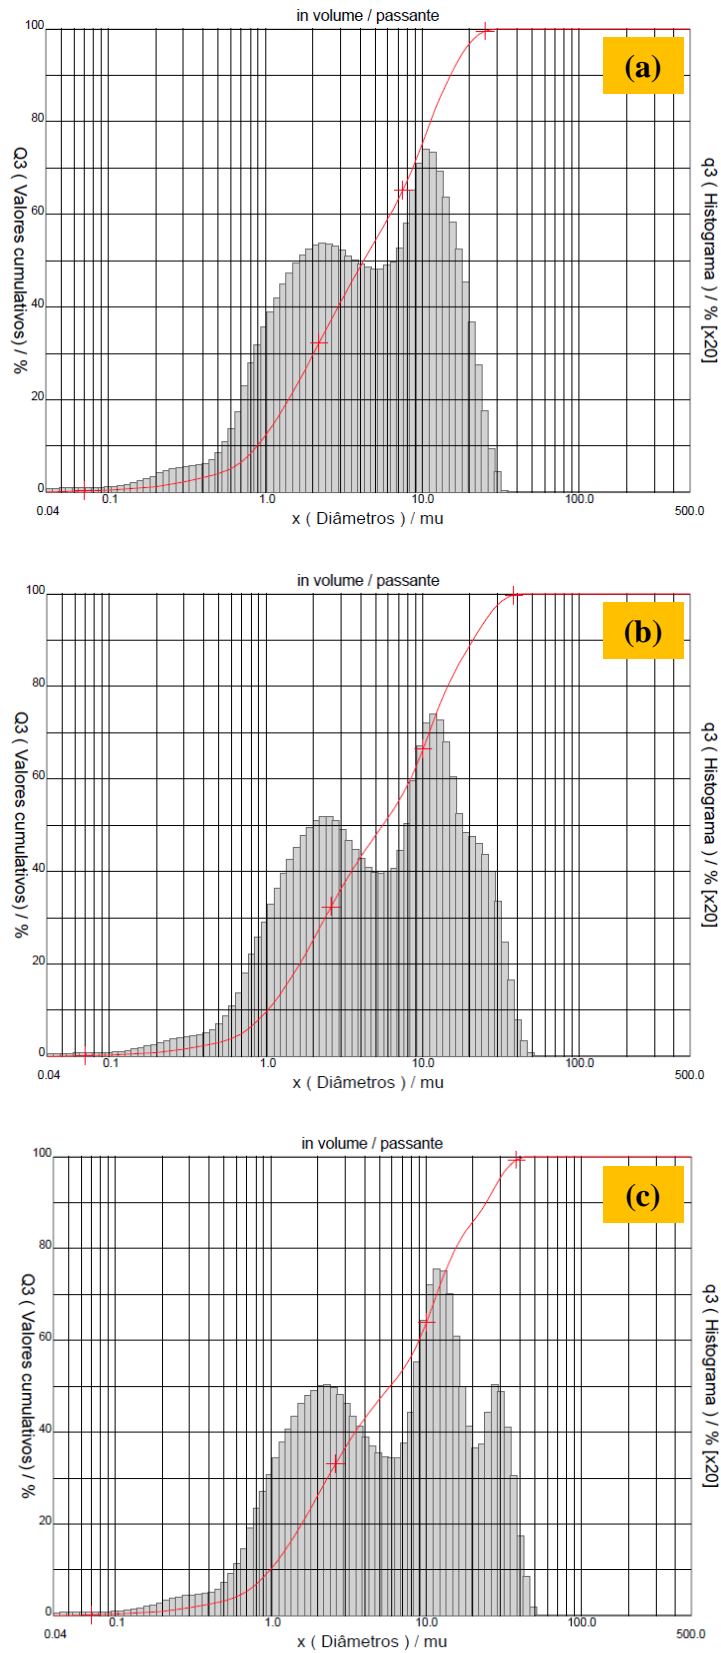 in volume / passante
(a)
100
80
60
40
20
0
Q3 ( Valores cumulativos) / %
q3 ( Histograma ) / % [x20]
0.04
0.1
1.0
10.0
100.0
500.0
x ( Diâmetros ) / mu
in volume / passante
(b)
100
80
60
40
20
0
Q3 ( Valores cumulativos) / %
q3 ( Histograma ) / % [x20]
0.04
0.1
1.0
10.0
100.0
500.0
x ( Diâmetros ) / mu
in volume / passante
(c)
100
80
60
40
20
0
Q3 ( Valores cumulativos) / %
q3 ( Histograma ) / % [x20]
0.04
0.1
1.0
10.0
100.0
500.0
x ( Diâmetros ) / mu